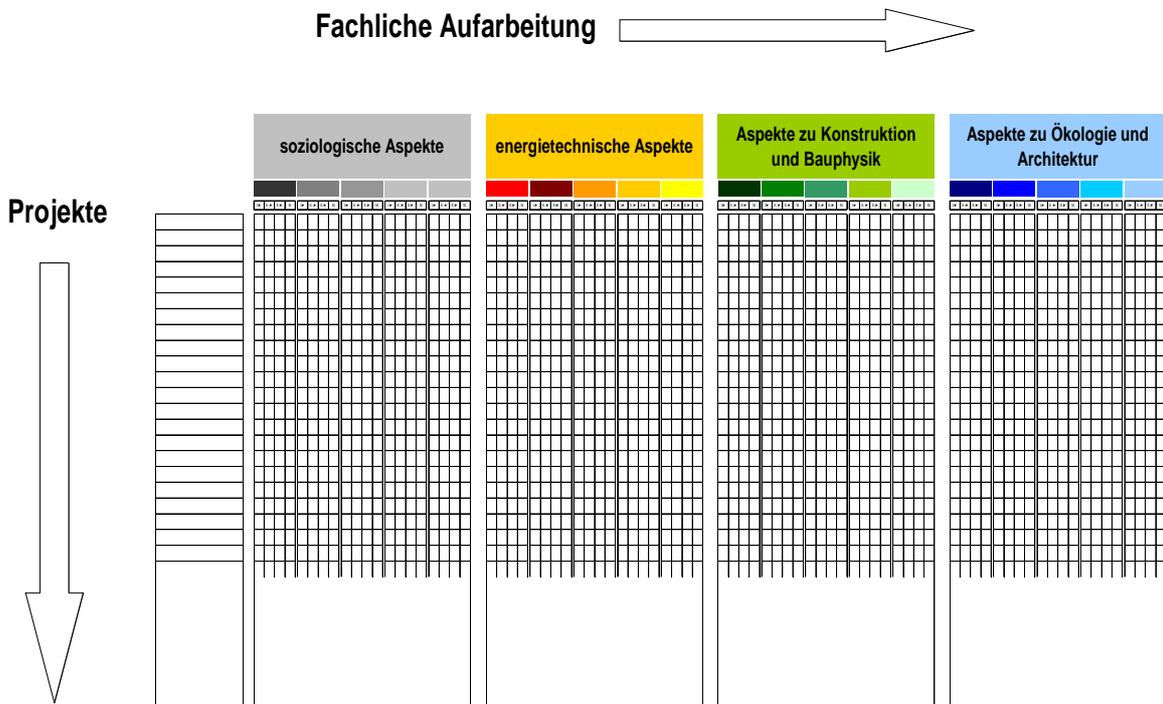 Fachliche Aufarbeitung
soziologische Aspekte
energietechnische Aspekte
Aspekte zu Konstruktion
und Bauphysik
Aspekte zu Ökologie und
Architektur
Projekte